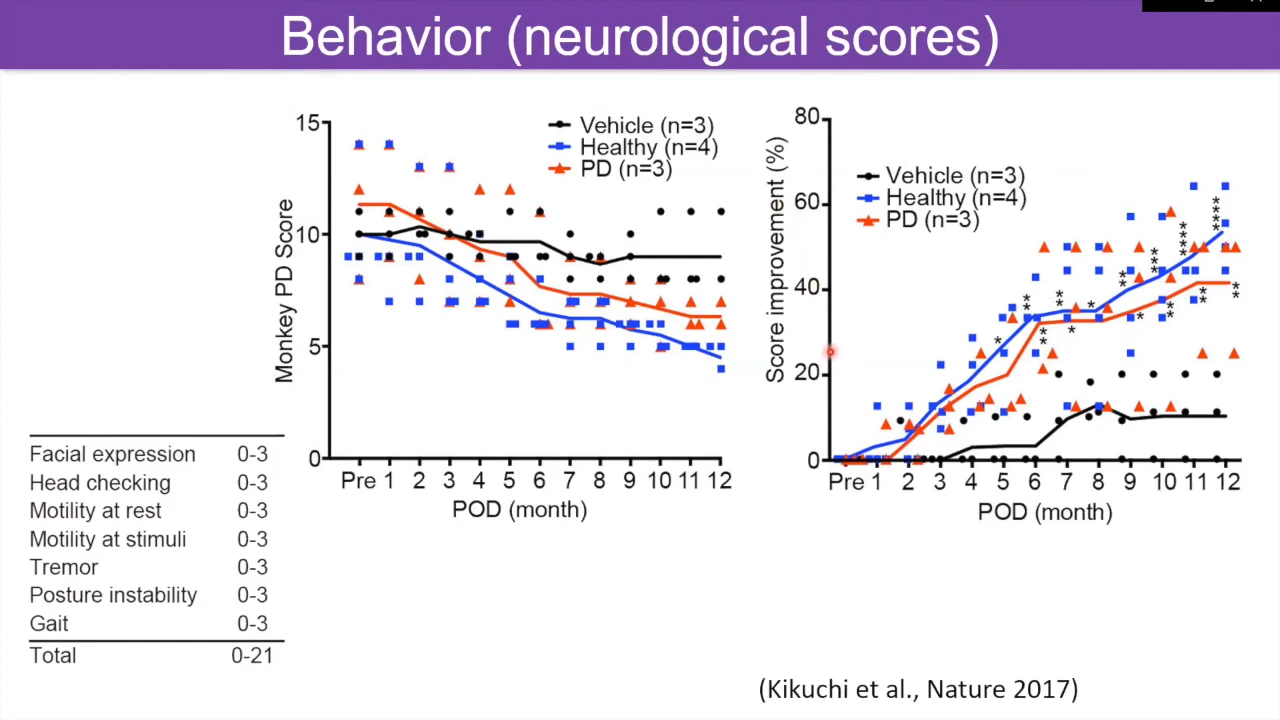 Behavior (neurological scores)
15
10
5
0
Monkey PD Score
Vehicle (n=3)
Healthy (n=4)
PD (n=3)
Pre 1 2 3 4 5 6 7 8 9 10 11 12
POD (month)
80
60
40
20
0
Score improvement (%)
Vehicle (n=3)
Healthy (n=4)
PD (n=3)
Pre 1 2 3 4 5 6 7 8 9 10 11 12
POD (month)
Facial expression 0-3
Head checking 0-3
Motility at rest 0-3
Motility at stimuli 0-3
Tremor 0-3
Posture instability 0-3
Gait 0-3
Total 0-21
(Kikuchi et al., Nature 2017)